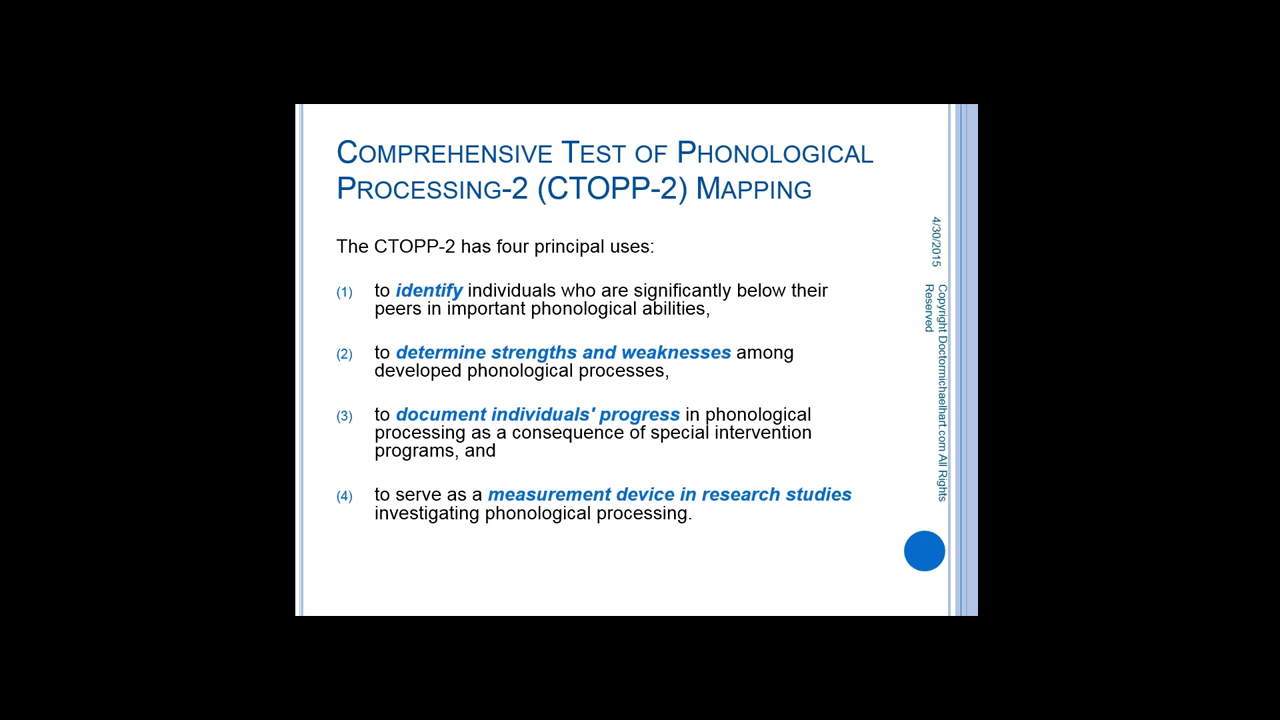 Comprehensive Test of Phonological
Processing-2 (CTOPP-2) Mapping
The CTOPP-2 has four principal uses:
(1) to identify individuals who are significantly below their
peers in important phonological abilities,
(2) to determine strengths and weaknesses among
developed phonological processes,
(3) to document individuals' progress in phonological
processing as a consequence of special intervention
programs, and
(4) to serve as a measurement device in research studies
investigating phonological processing.
4/30/2015
Copyright Doctormichaelhart.com All Rights
Reserved